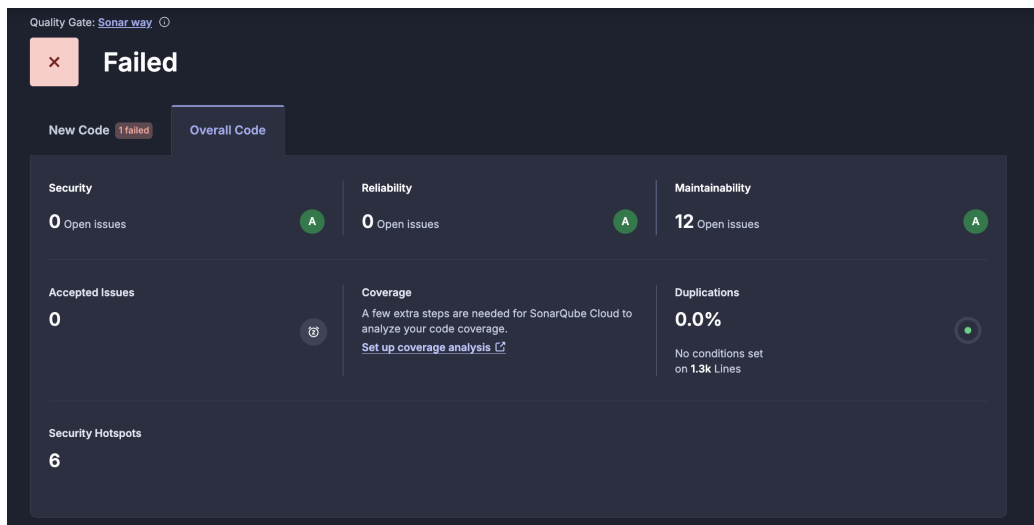 Quality Gate: Sonar way
Failed
New Code 1 failed
Overall Code
Security
0 Open issues
A
Reliability
0 Open issues
A
Maintainability
12 Open issues
A
Accepted Issues
0
Coverage
A few extra steps are needed for SonarQube Cloud to
analyze your code coverage.
Set up coverage analysis
Duplications
0.0%
No conditions set
on 1.3k Lines
Security Hotspots
6